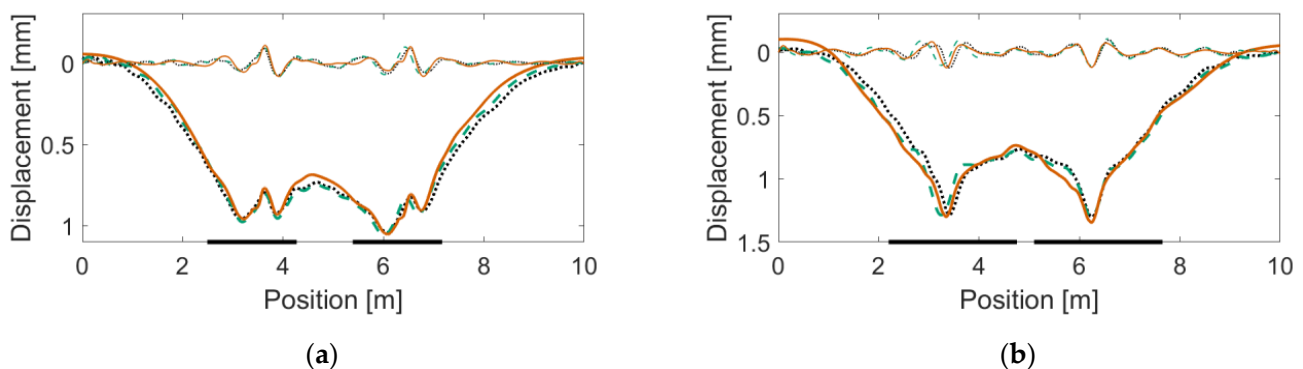 Displacement [mm]
0
0.5
1
0 2 4 6 8 10
Position [m]
(a)
Displacement [mm]
0
0.5
1
1.5
0 2 4 6 8 10
Position [m]
(b)